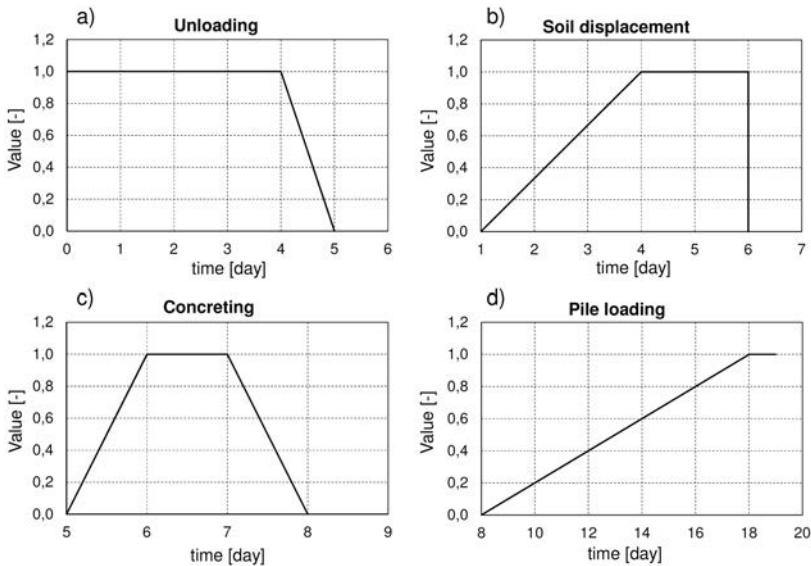 a) Unloading
1,2
1,0
0,8
0,6
0,4
0,2
0,0
Value [-]
0 1 2 3 4 5 6
time [day]
b) Soil displacement
1,2
1,0
0,8
0,6
0,4
0,2
0,0
Value [-]
1 2 3 4 5 6 7
time [day]
c) Concreting
1,2
1,0
0,8
0,6
0,4
0,2
0,0
Value [-]
5 6 7 8 9
time [day]
d) Pile loading
1,2
1,0
0,8
0,6
0,4
0,2
0,0
Value [-]
8 10 12 14 16 18 20
time [day]